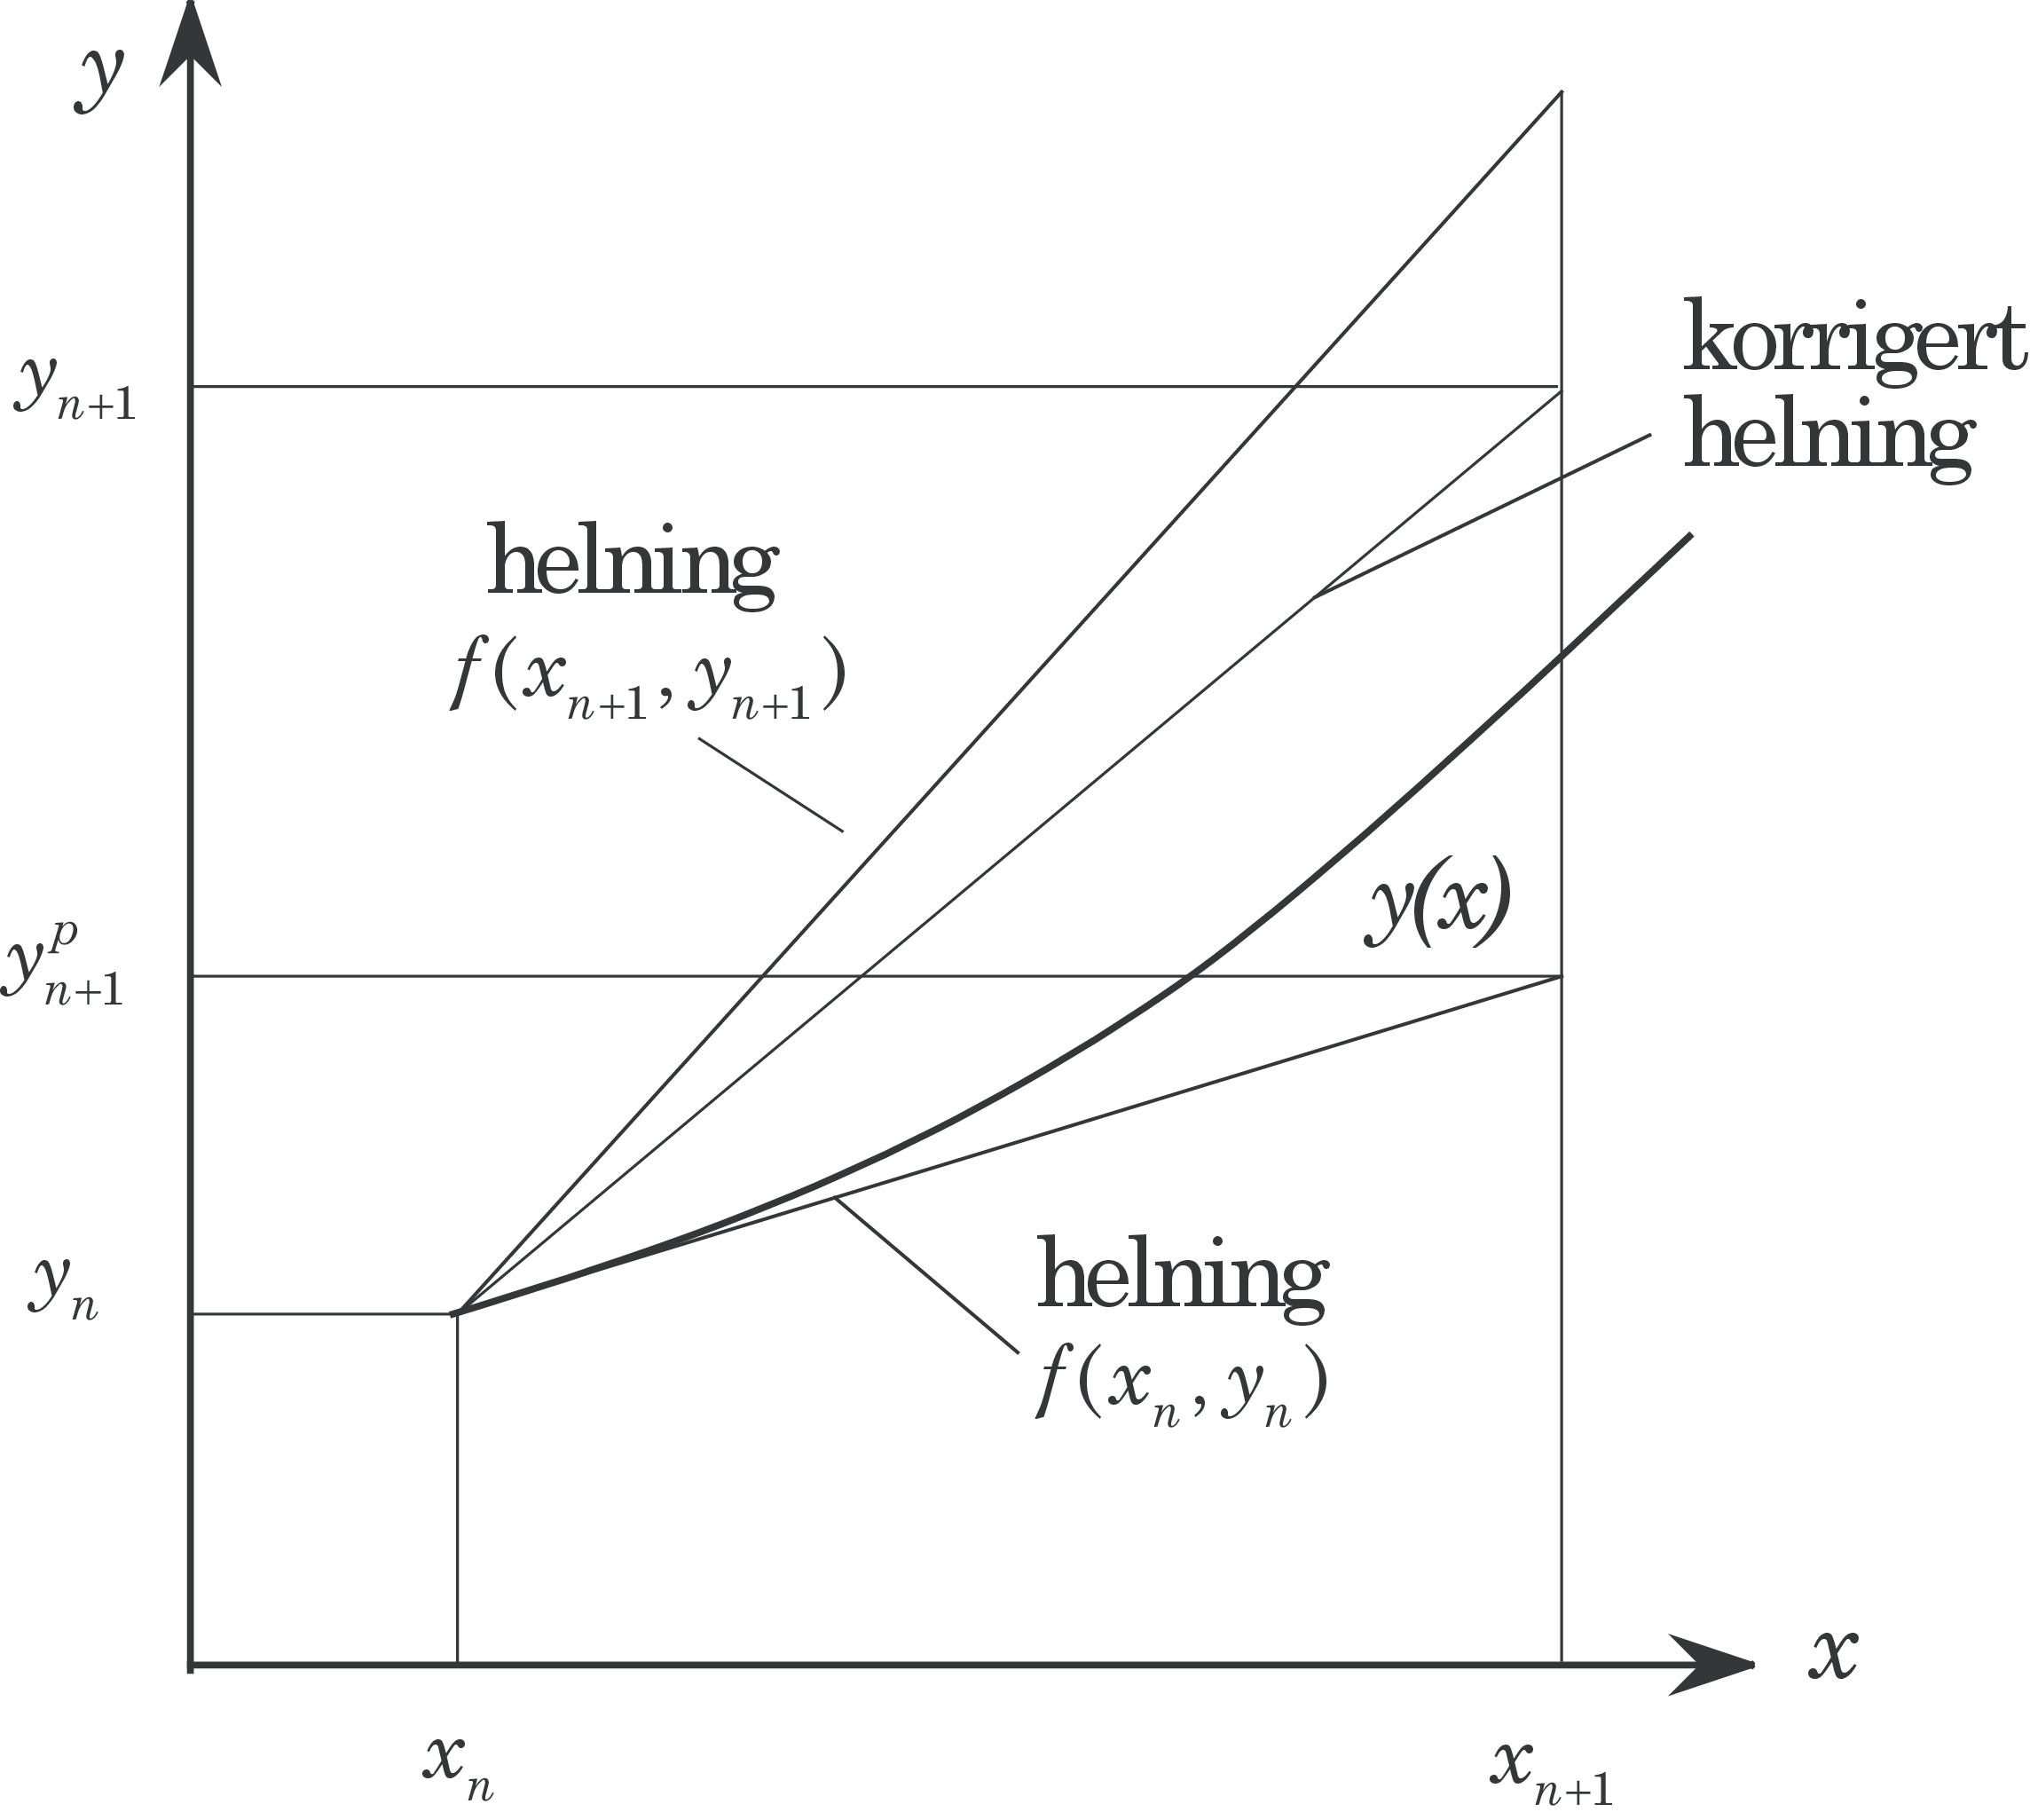 y
y_{n+1}
korrigert
helning
helning
f(x_{n+1}, y_{n+1})
y(x)
y^p_{n+1}
helning
f(x_n, y_n)
y_n
x
x_n
x_{n+1}